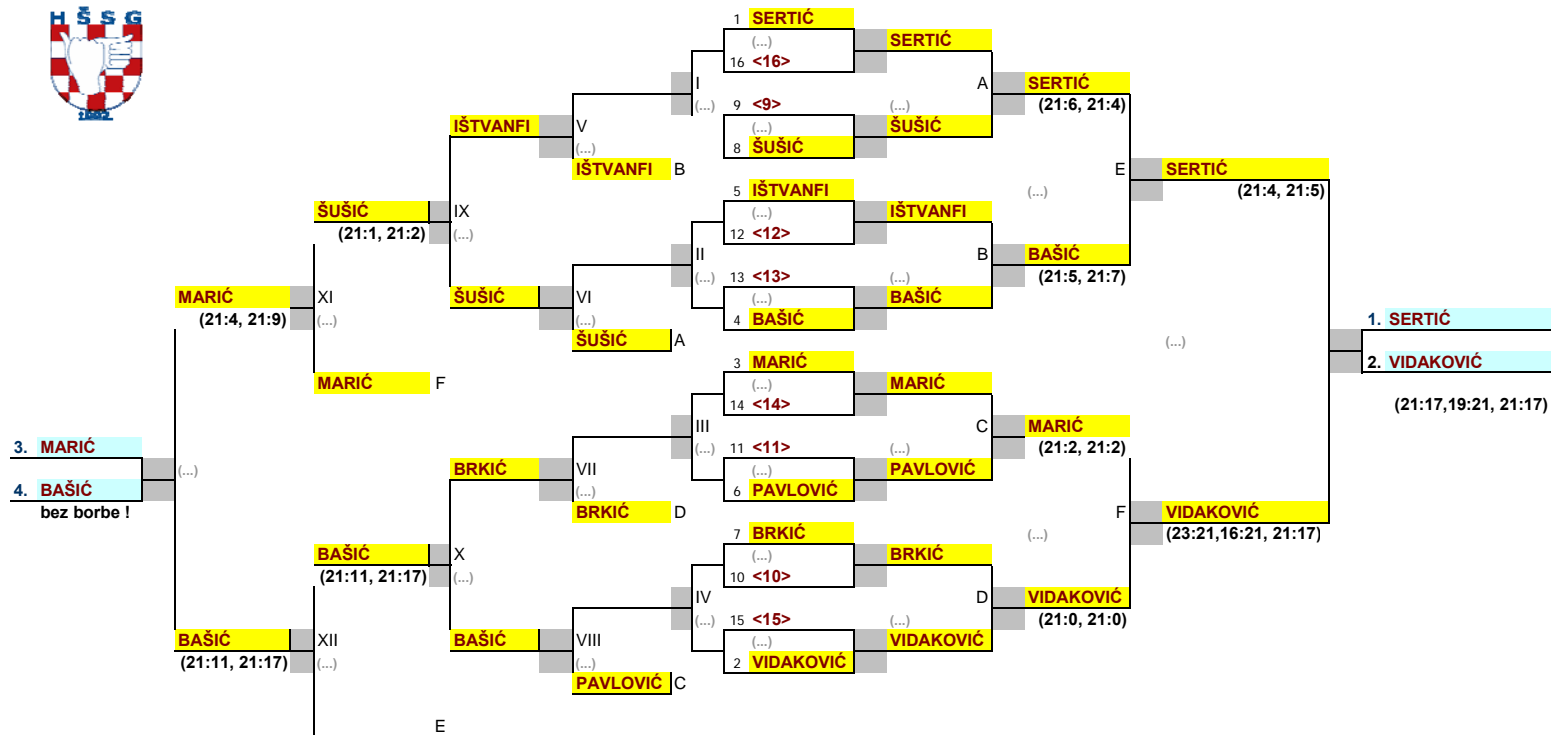 H Š S G
1992
1 SERTIĆ
(...) SERTIĆ
16 <16>
I A SERTIĆ
(...) 9 <9> (...) (21:6, 21:4)
IŠTVANFI V (...) ŠUŠIĆ
(...) 8 ŠUŠIĆ
IŠTVANFI B E SERTIĆ
5 IŠTVANFI (...) (21:4, 21:5)
ŠUŠIĆ IX (...) IŠTVANFI
(21:1, 21:2) (...) 12 <12>
II B BAŠIĆ
(...) 13 <13> (...) (21:5, 21:7)
MARIĆ XI ŠUŠIĆ VI (...) BAŠIĆ
(21:4, 21:9) (...) (...) 4 BAŠIĆ 1. SERTIĆ
ŠUŠIĆ A (...)
3 MARIĆ 2. VIDAKOVIĆ
MARIĆ F (...) MARIĆ
14 <14> (21:17,19:21, 21:17)
III C MARIĆ
3. MARIĆ (...) 11 <11> (...) (21:2, 21:2)
(...) BRKIĆ VII (...) PAVLOVIĆ
4. BAŠIĆ (...) 6 PAVLOVIĆ
bez borbe ! BRKIĆ D F VIDAKOVIĆ
7 BRKIĆ (...) (23:21,16:21, 21:17)
BAŠIĆ X (...) BRKIĆ
(21:11, 21:17) (...) 10 <10>
IV D VIDAKOVIĆ
(...) 15 <15> (...) (21:0, 21:0)
BAŠIĆ XII BAŠIĆ VIII (...) VIDAKOVIĆ
(21:11, 21:17) (...) (...) 2 VIDAKOVIĆ
PAVLOVIĆ C
E